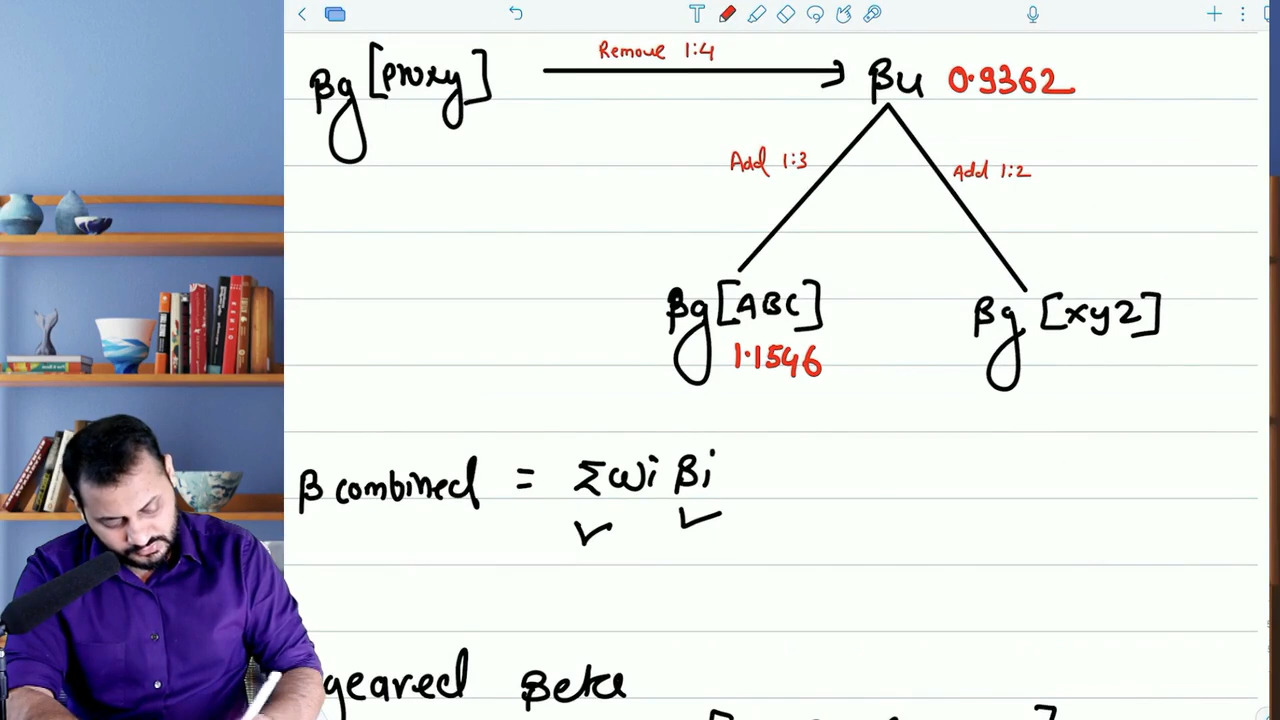 βg [proxy] Remove 1:4 βu 0.9362
Add 1:3 Add 1:2
βg [ABC] βg [xyz]
1.1546
β combined = Σωi βi
geared Beta